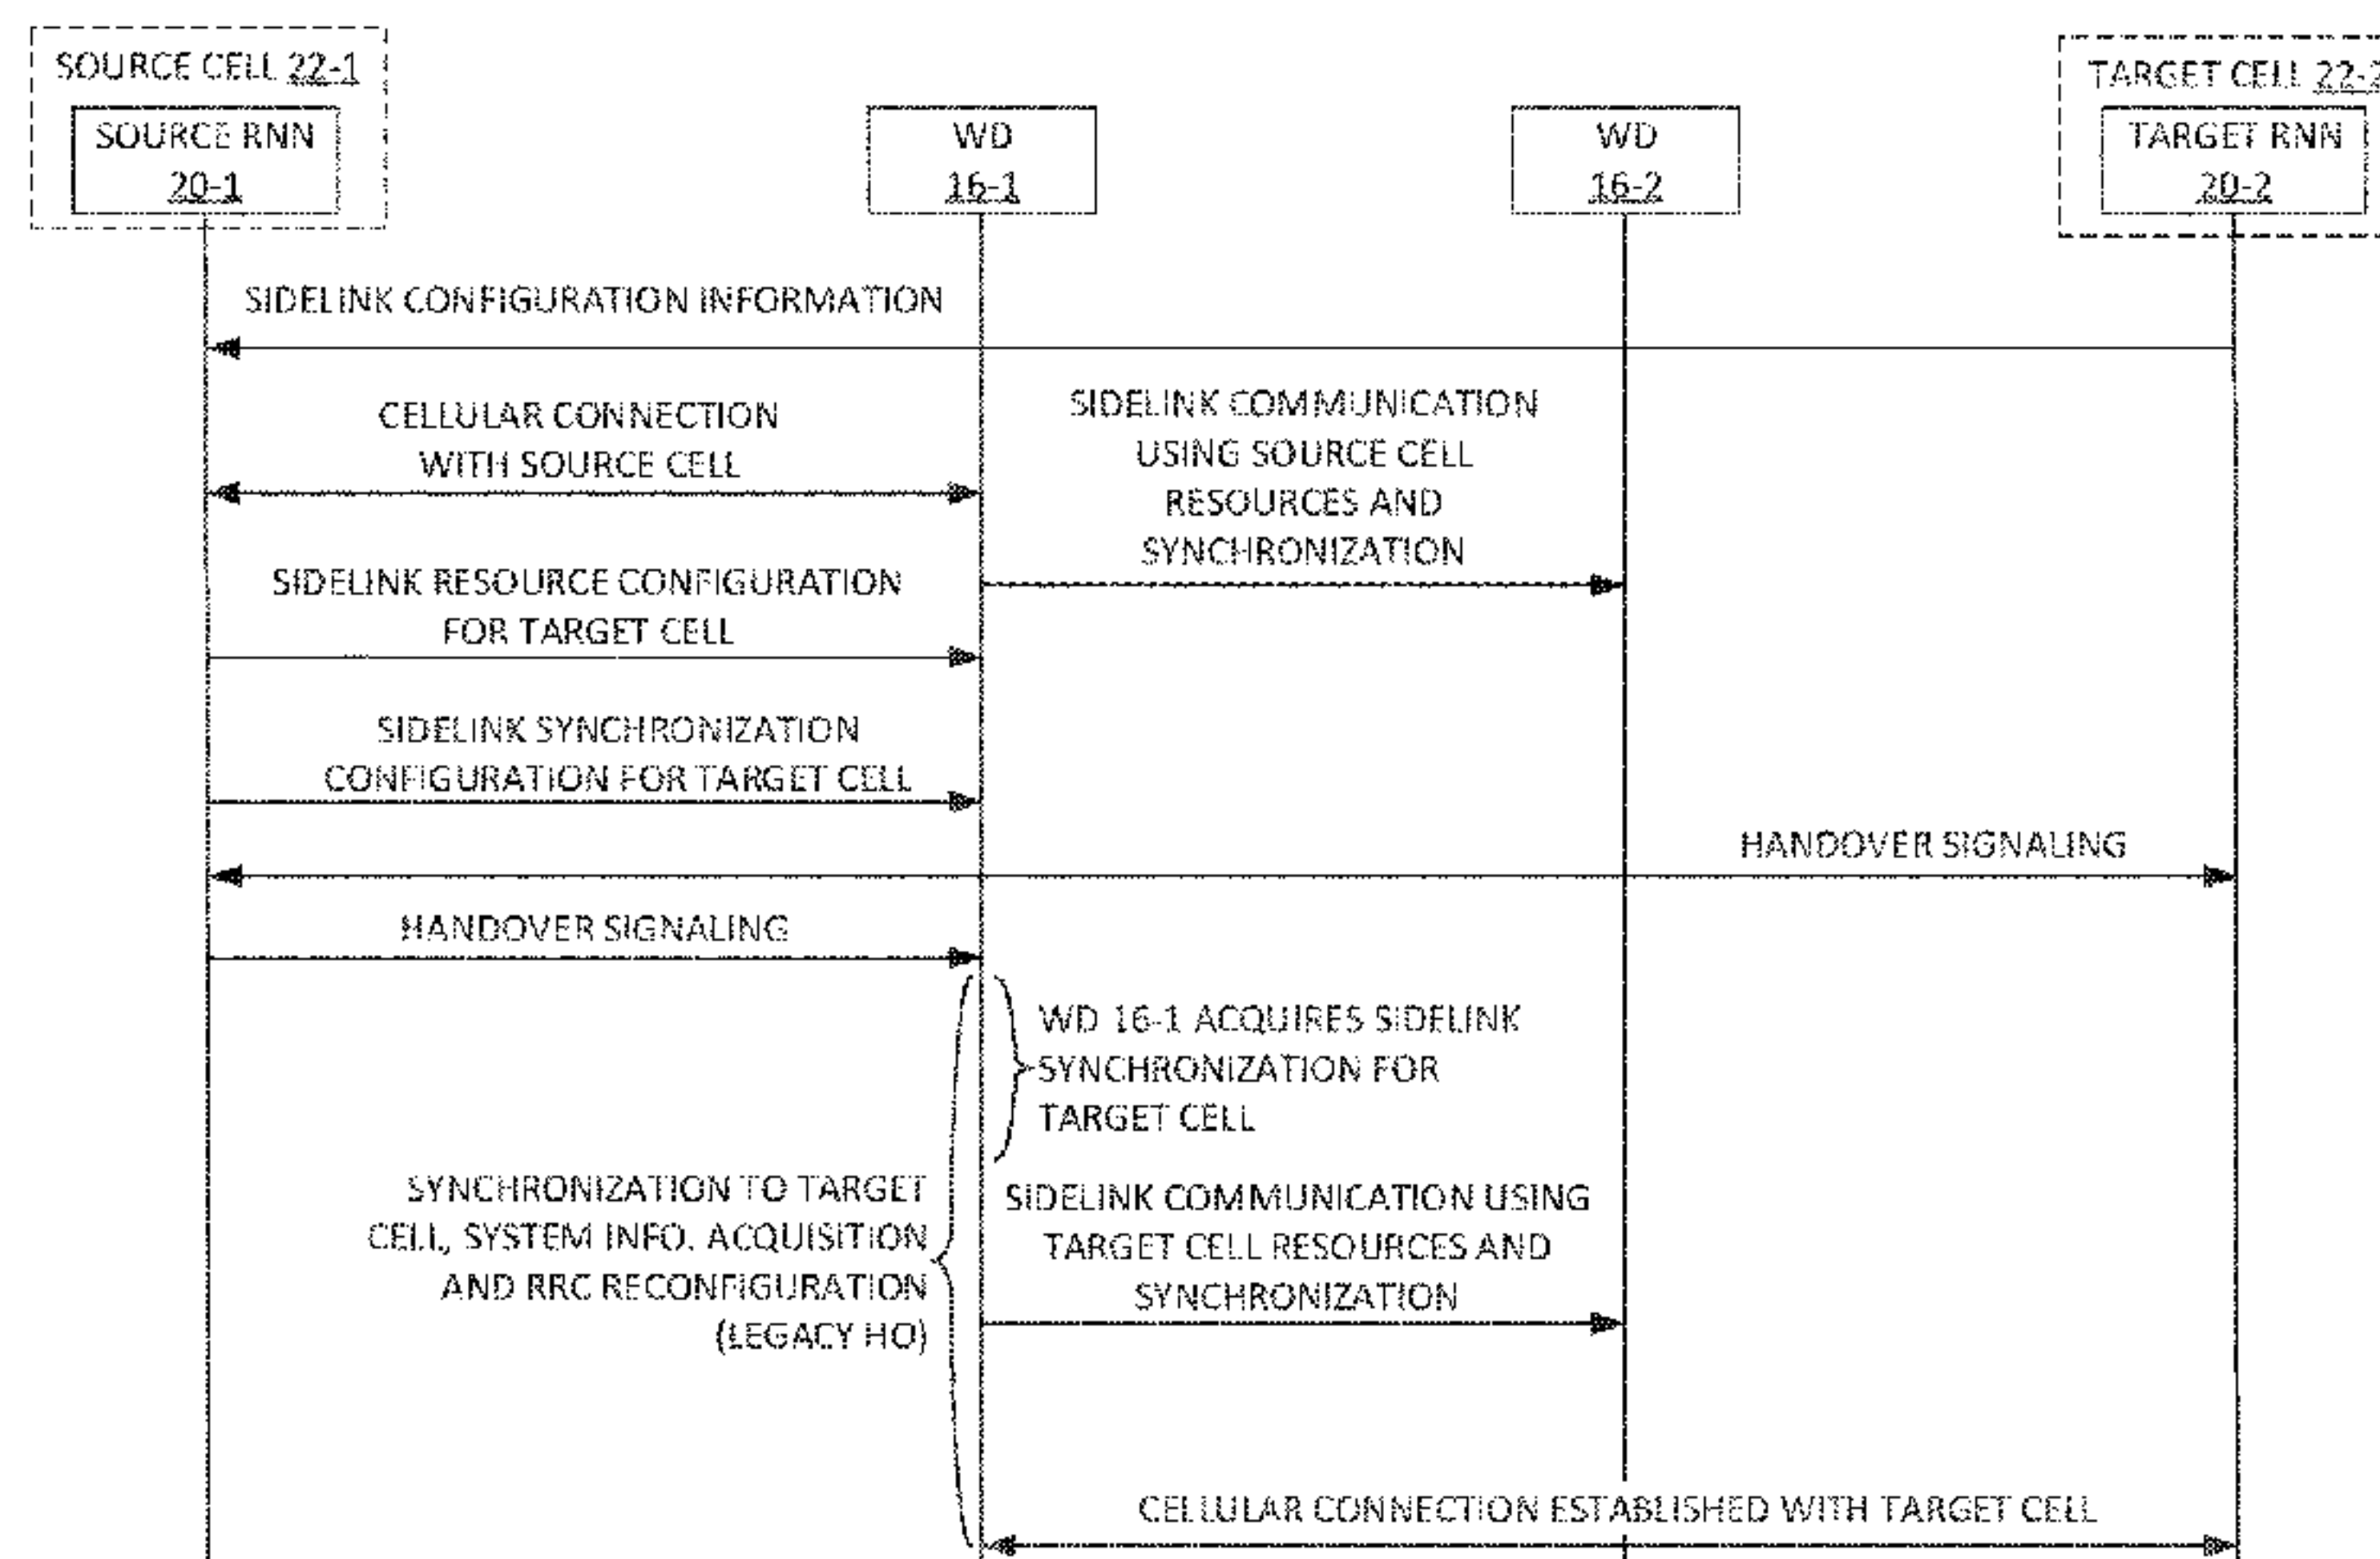 SOURCE CELL 22-1
SOURCE RNN
20-1
WD
16-1
WD
16-2
TARGET CELL 22-2
TARGET RNN
20-2
SIDELINK CONFIGURATION INFORMATION
CELLULAR CONNECTION
WITH SOURCE CELL
SIDELINK COMMUNICATION
USING SOURCE CELL
RESOURCES AND
SYNCHRONIZATION
SIDELINK RESOURCE CONFIGURATION
FOR TARGET CELL
SIDELINK SYNCHRONIZATION
CONFIGURATION FOR TARGET CELL
HANDOVER SIGNALING
HANDOVER SIGNALING
WD 16-1 ACQUIRES SIDELINK
SYNCHRONIZATION FOR
TARGET CELL
SYNCHRONIZATION TO TARGET
CELL, SYSTEM INFO. ACQUISITION
AND RRC RECONFIGURATION
(LEGACY HO)
SIDELINK COMMUNICATION USING
TARGET CELL RESOURCES AND
SYNCHRONIZATION
CELLULAR CONNECTION ESTABLISHED WITH TARGET CELL